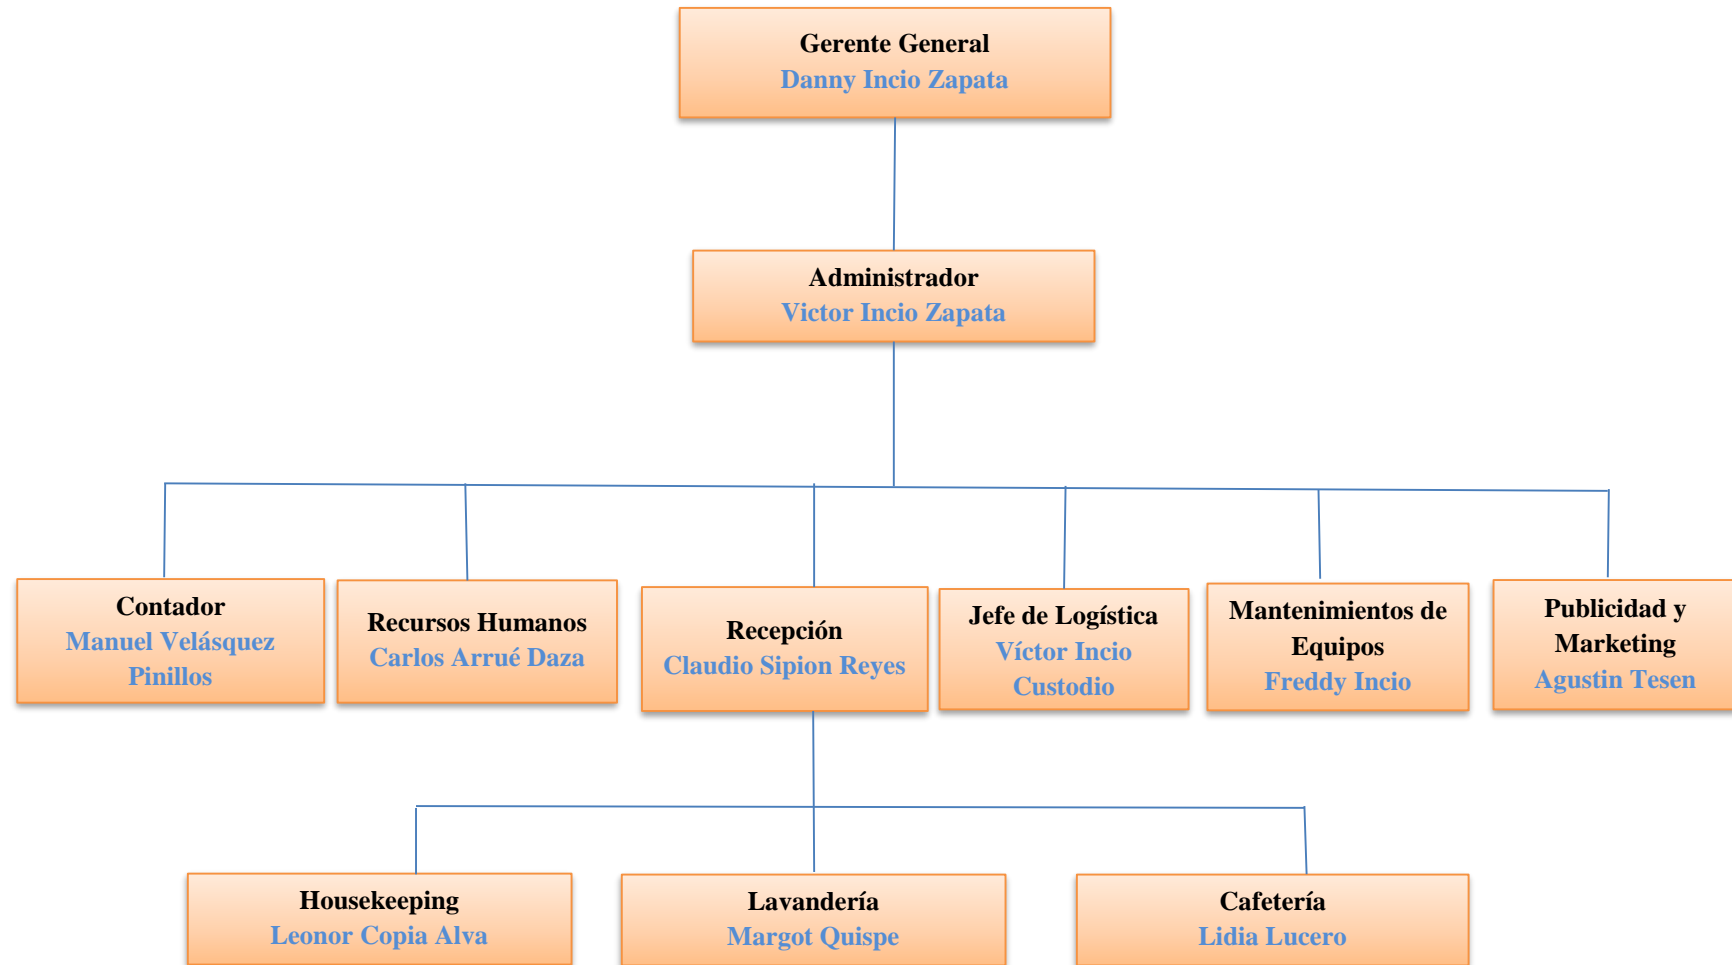 Gerente General
Danny Incio Zapata
Administrador
Victor Incio Zapata
Contador
Manuel Velásquez
Pinillos
Recursos Humanos
Carlos Arrué Daza
Recepción
Claudio Sipion Reyes
Jefe de Logística
Víctor Incio
Custodio
Mantenimientos de
Equipos
Freddy Incio
Publicidad y
Marketing
Agustin Tesen
Housekeeping
Leonor Copia Alva
Lavandería
Margot Quispe
Cafetería
Lidia Lucero